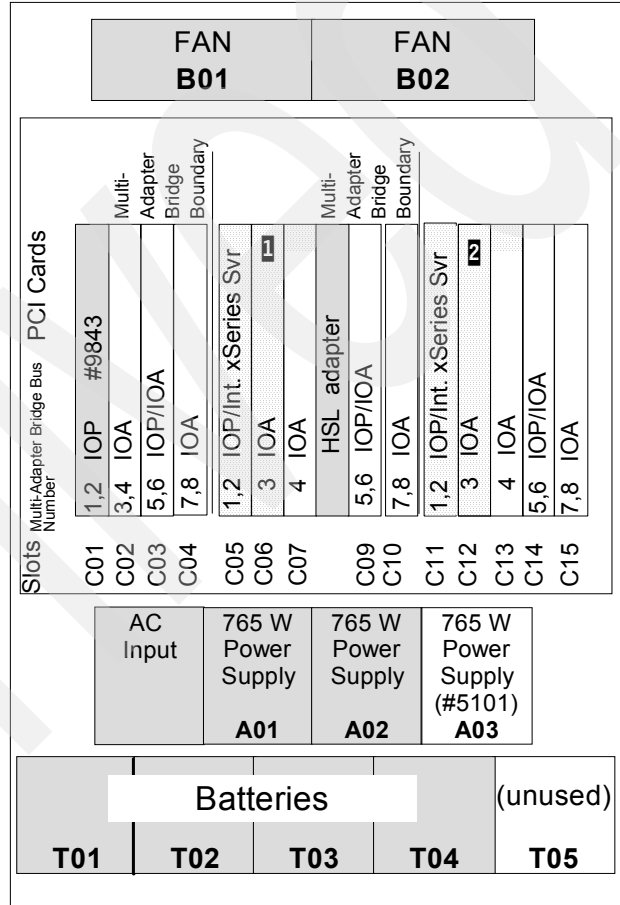 FAN
B01
FAN
B02
Slots
Multi-Adapter Bridge Bus
Number
PCI Cards
C01 1,2 IOP #9843
C02 3,4 IOA
C03 5,6 IOP/IOA
C04 7,8 IOA
Multi-
Adapter
Bridge
Boundary
C05 1,2 IOP/Int. xSeries Svr
C06 3 IOA 1
C07 4 IOA
HSL adapter
C09 5,6 IOP/IOA
C10 7,8 IOA
Multi-
Adapter
Bridge
Boundary
C11 1,2 IOP/Int. xSeries Svr
C12 3 IOA 2
C13 4 IOA
C14 5,6 IOP/IOA
C15 7,8 IOA
AC
Input
765 W
Power
Supply
A01
765 W
Power
Supply
A02
765 W
Power
Supply
(#5101)
A03
Batteries
(unused)
T01
T02
T03
T04
T05